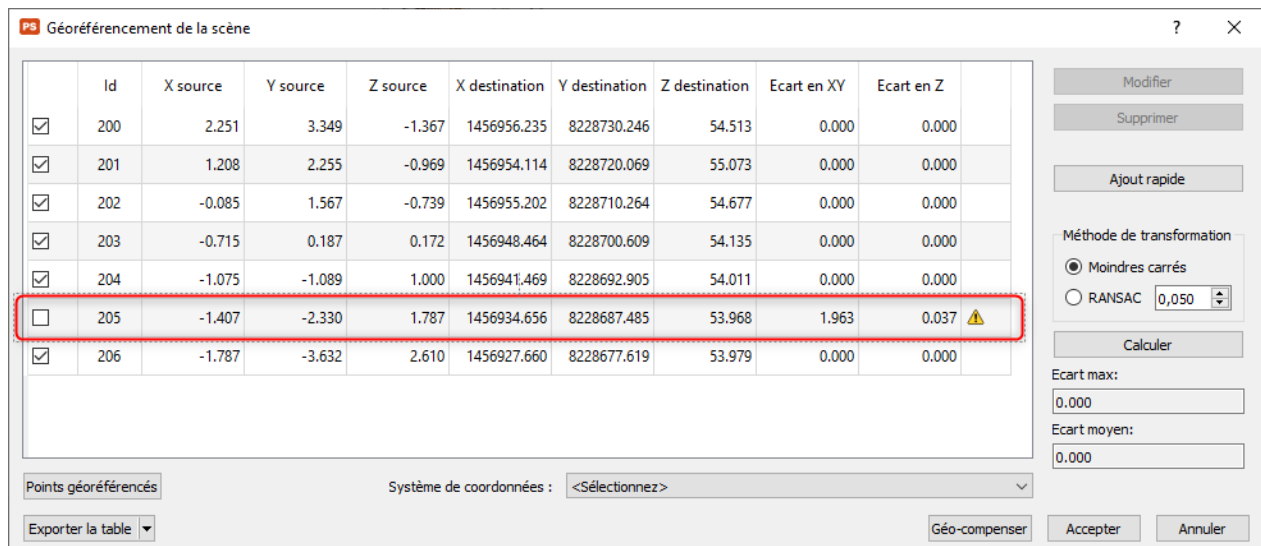 PS Géoréférencement de la scène ? ×
Id X source Y source Z source X destination Y destination Z destination Ecart en XY Ecart en Z
200 2.251 3.349 -1.367 1456956.235 8228730.246 54.513 0.000 0.000
201 1.208 2.255 -0.969 1456954.114 8228720.069 55.073 0.000 0.000
202 -0.085 1.567 -0.739 1456955.202 8228710.264 54.677 0.000 0.000
203 -0.715 0.187 0.172 1456948.464 8228700.609 54.135 0.000 0.000
204 -1.075 -1.089 1.000 1456941.469 8228692.905 54.011 0.000 0.000
205 -1.407 -2.330 1.787 1456934.656 8228687.485 53.968 1.963 0.037
206 -1.787 -3.632 2.610 1456927.660 8228677.619 53.979 0.000 0.000
Modifier
Supprimer
Ajout rapide
Méthode de transformation
Moindres carrés
RANSAC 0,050
Calculer
Ecart max:
0.000
Ecart moyen:
0.000
Points géoréférencés Système de coordonnées : <Sélectionnez>
Exporter la table Géo-compenser Accepter Annuler